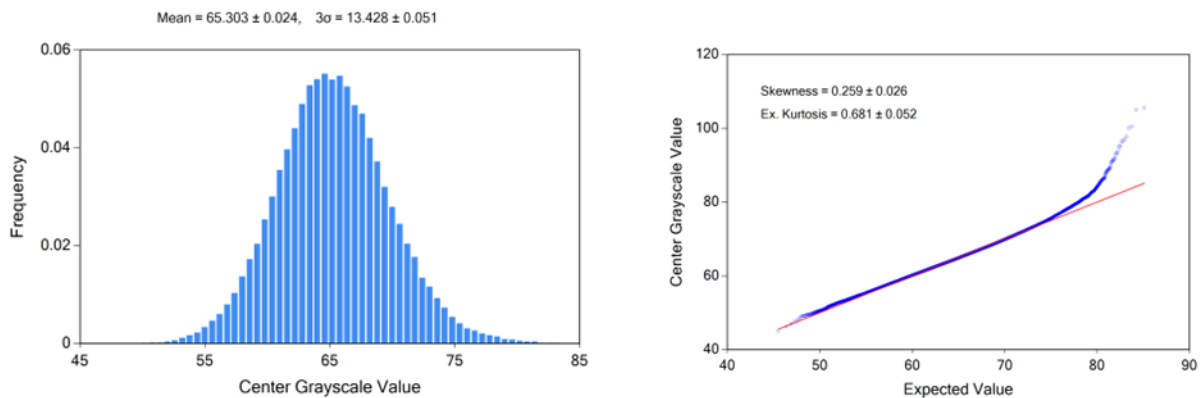 Mean = 65.303 ± 0.024, 3σ = 13.428 ± 0.051
0.06
0.04
0.02
0
Frequency
45 55 65 75 85
Center Grayscale Value
120
100
80
60
40
Center Grayscale Value
Skewness = 0.259 ± 0.026
Ex. Kurtosis = 0.681 ± 0.052
40 50 60 70 80 90
Expected Value